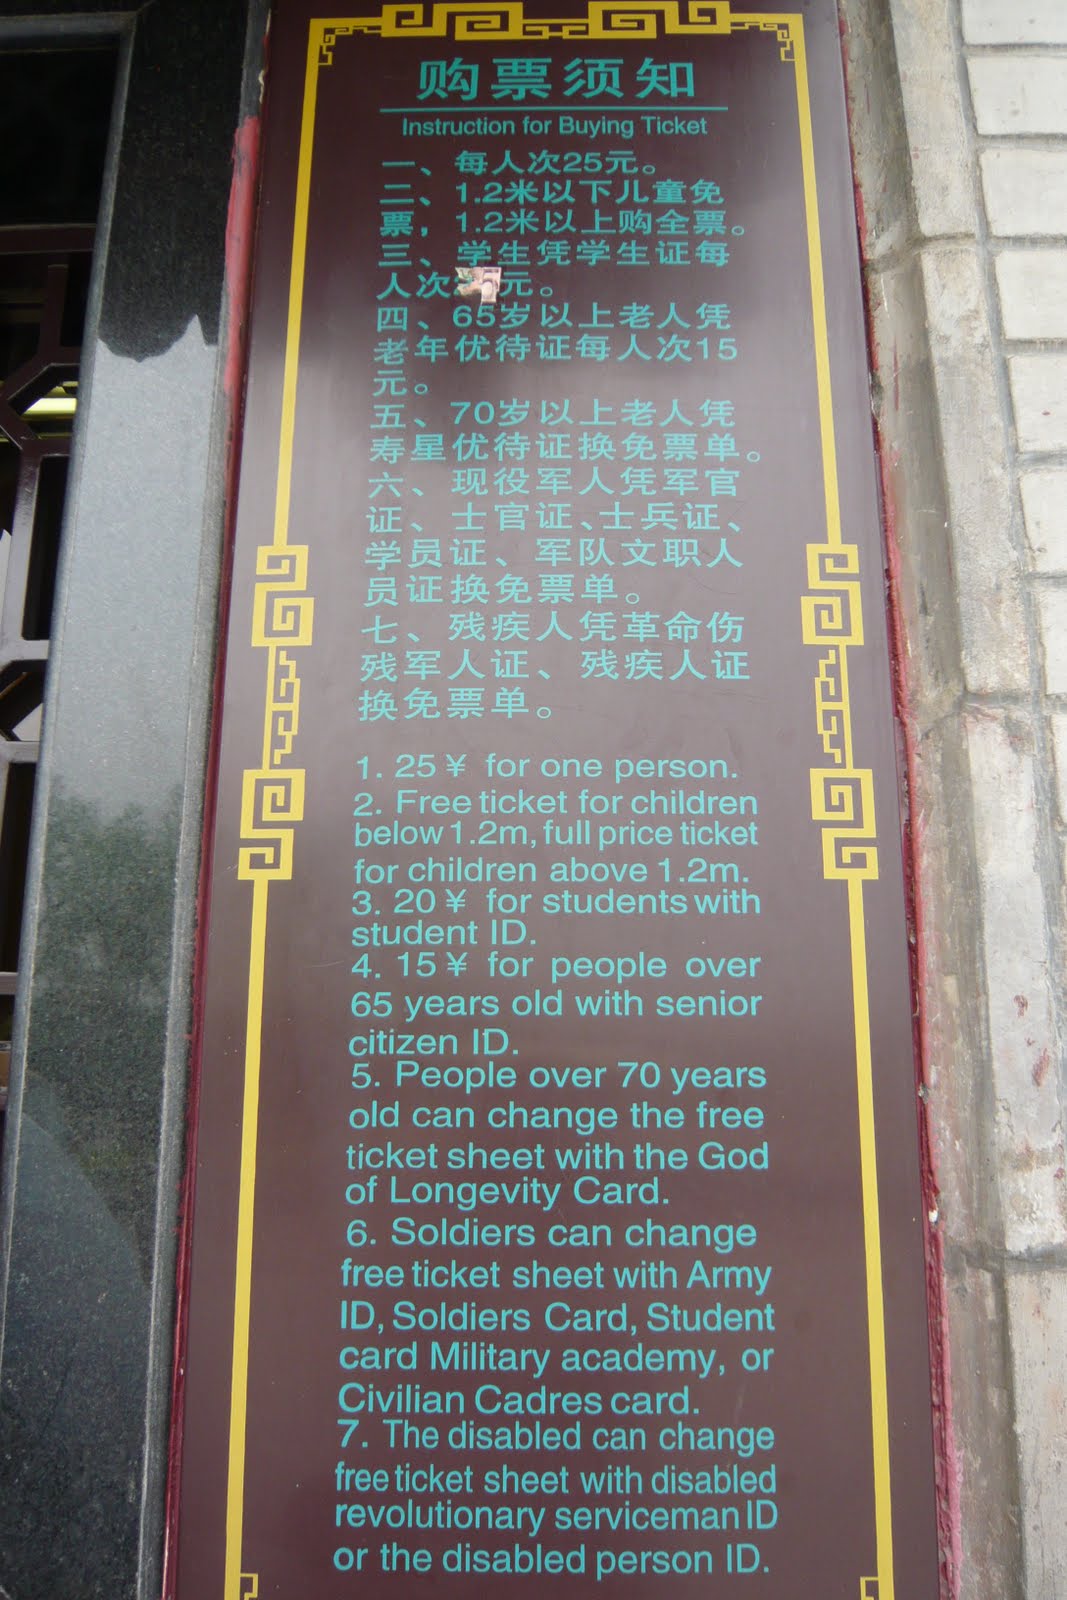 购票须知
Instruction for Buying Ticket
一、每人次25元。
二、1.2米以下儿童免
票，1.2米以上购全票。
三、学生凭学生证每
人次 元。
四、65岁以上老人凭
老年优待证每人次15
元。
五、70岁以上老人凭
寿星优待证换免票单。
六、现役军人凭军官
证、士官证、士兵证、
学员证、军队文职人
员证换免票单。
七、残疾人凭革命伤
残军人证、残疾人证
换免票单。
1. 25¥ for one person.
2. Free ticket for children
below 1.2m, full price ticket
for children above 1.2m.
3. 20¥ for students with
student ID.
4. 15¥ for people over
65 years old with senior
citizen ID.
5. People over 70 years
old can change the free
ticket sheet with the God
of Longevity Card.
6. Soldiers can change
free ticket sheet with Army
ID, Soldiers Card, Student
card Military academy, or
Civilian Cadres card.
7. The disabled can change
free ticket sheet with disabled
revolutionary serviceman ID
or the disabled person ID.